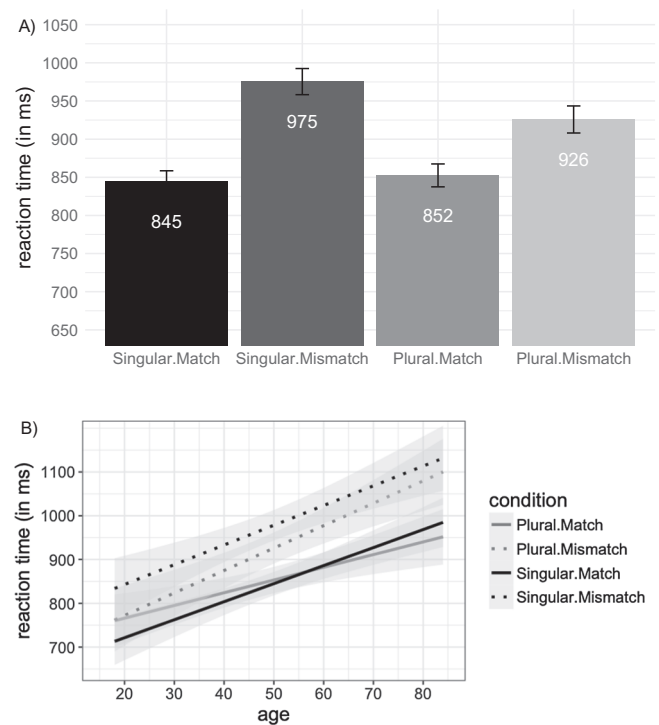 A)
reaction time (in ms)
1050
1000
950
900
850
800
750
700
650
845
975
852
926
Singular.Match Singular.Mismatch Plural.Match Plural.Mismatch
B)
reaction time (in ms)
1100
1000
900
800
700
20 30 40 50 60 70 80
age
condition
Plural.Match
Plural.Mismatch
Singular.Match
Singular.Mismatch